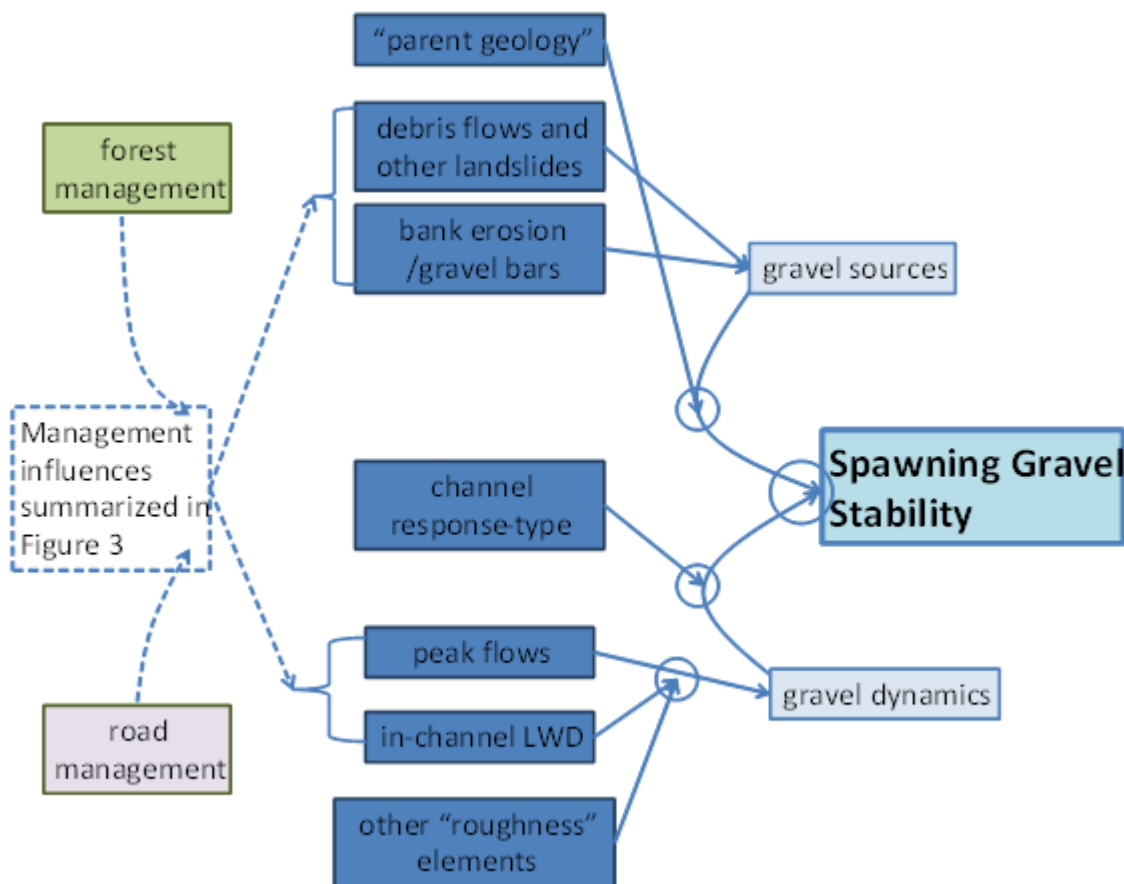 “parent geology”
debris flows and
other landslides
bank erosion
/gravel bars
forest
management
gravel sources
Management
influences
summarized in
Figure 3
channel
response-type
Spawning Gravel
Stability
peak flows
in-channel LWD
gravel dynamics
road
management
other “roughness”
elements